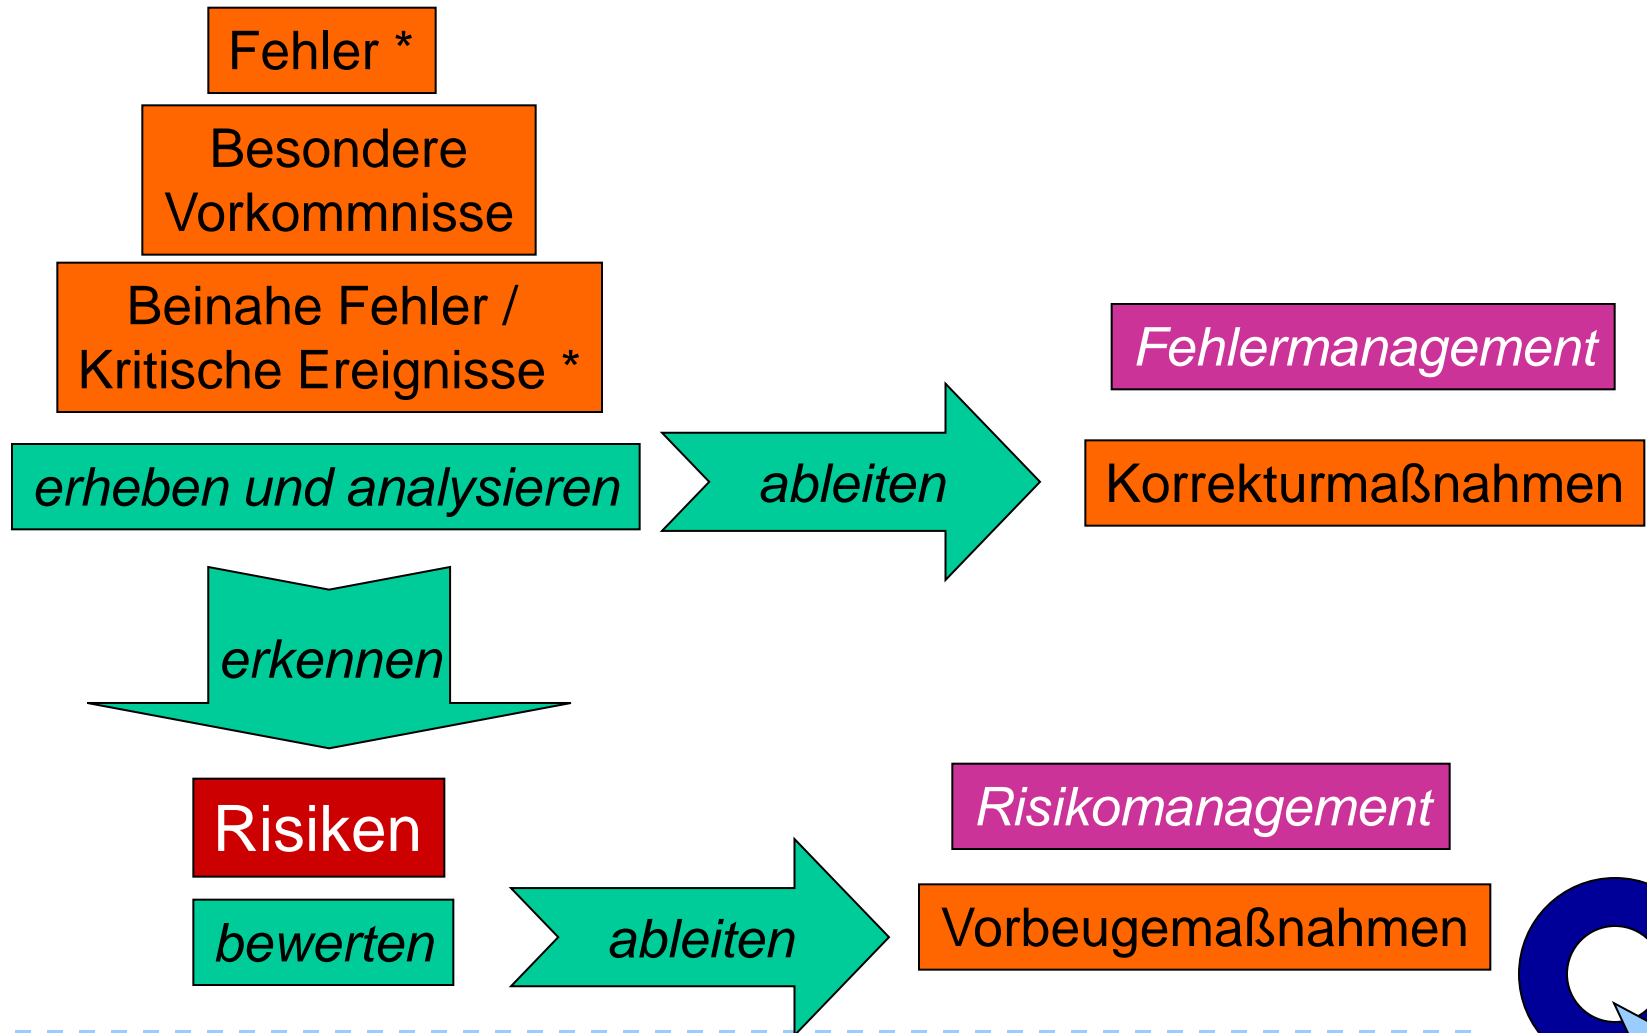 Fehler *
Besondere
Vorkommnisse
Beinahe Fehler /
Kritische Ereignisse *
Fehlermanagement
erheben und analysieren
ableiten
Korrekturmaßnahmen
erkennen
Risiken
Risikomanagement
bewerten
ableiten
Vorbeugemaßnahmen